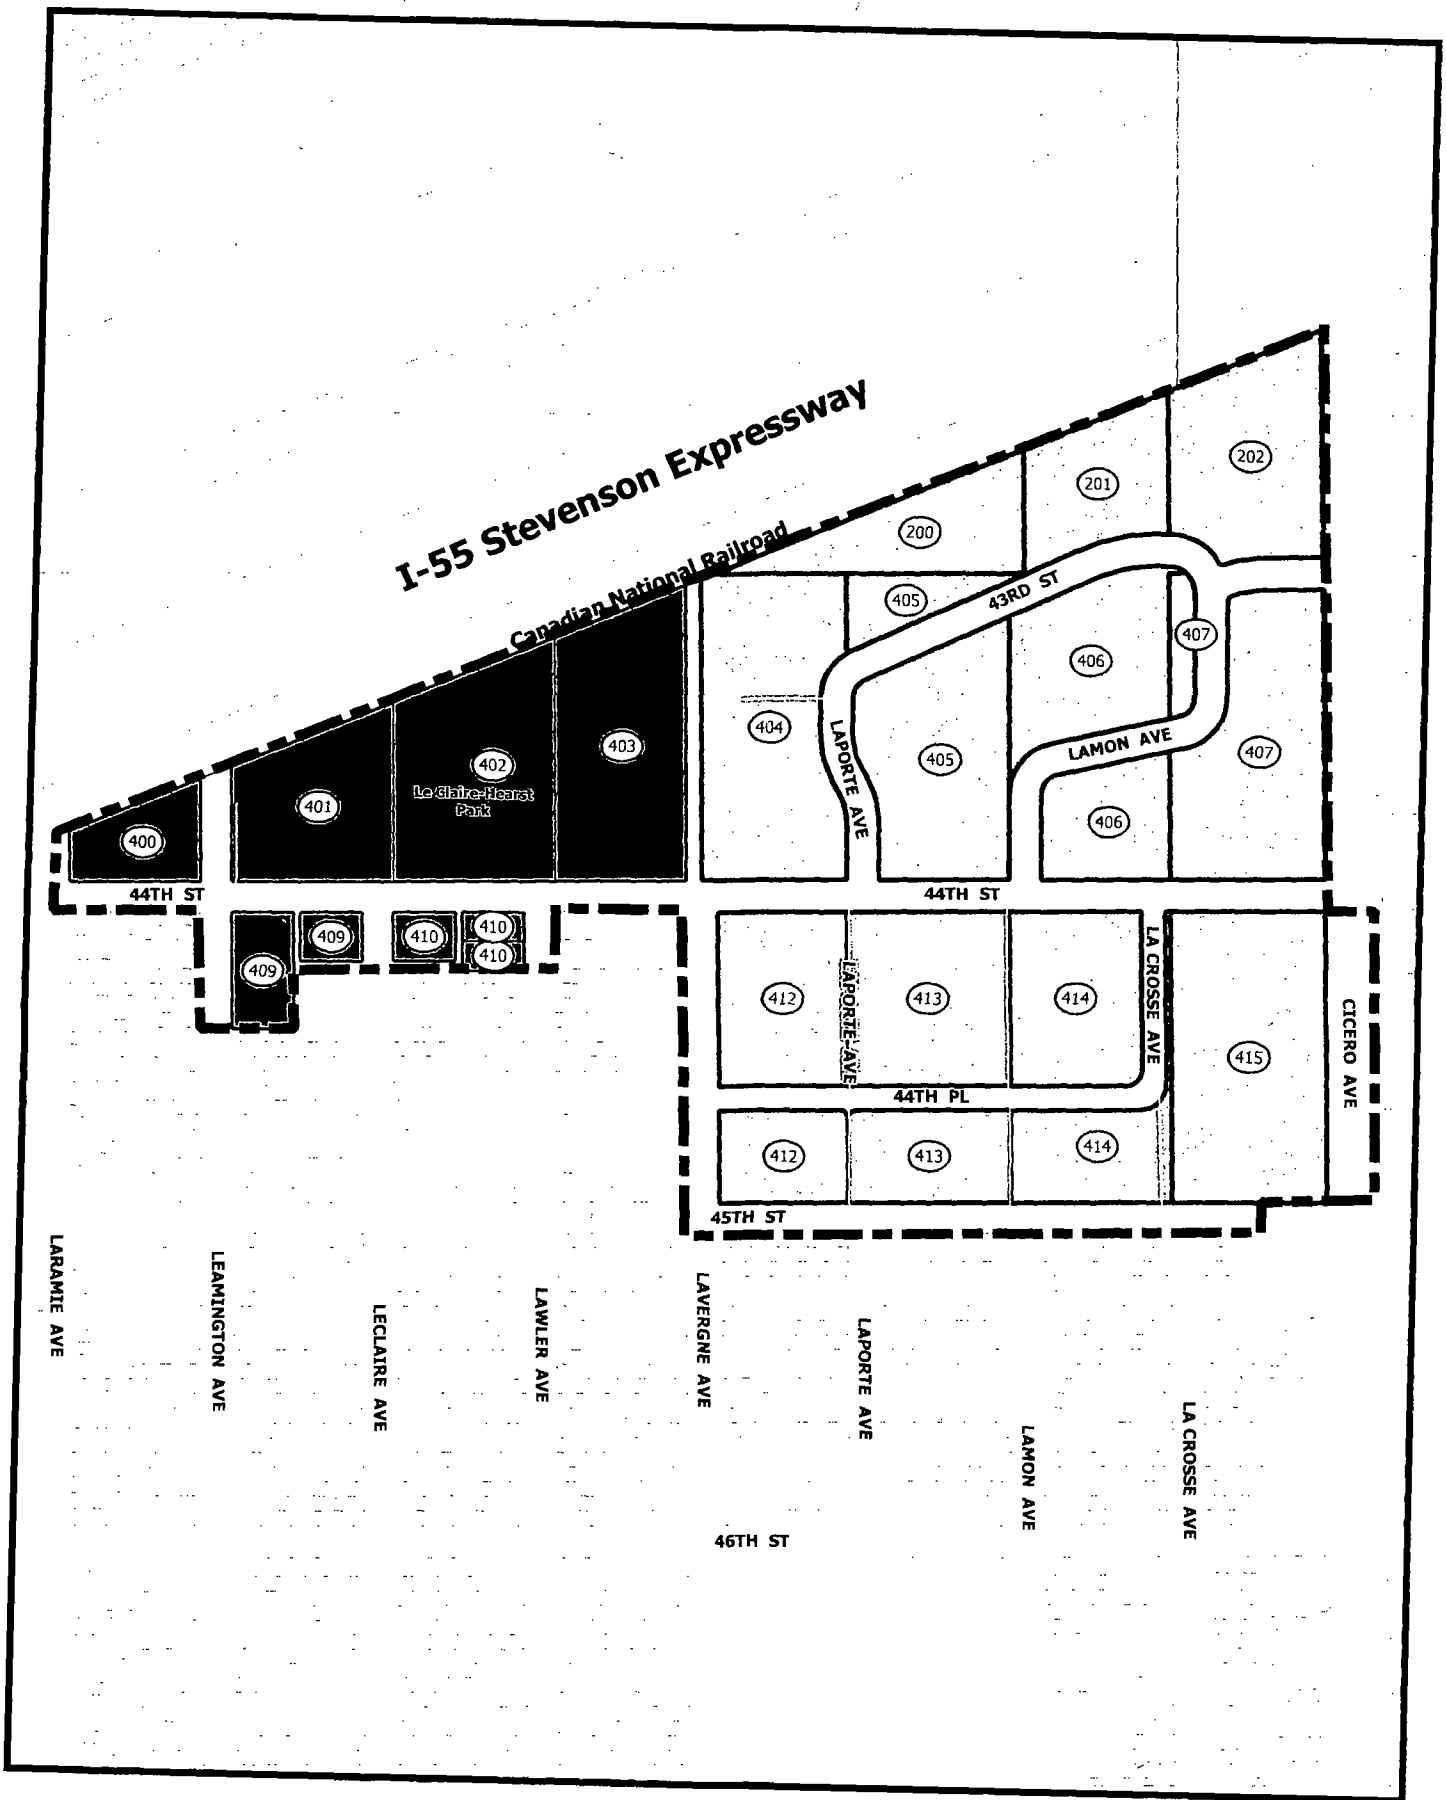 I-55 Stevenson Expressway
Canadian National Railroad
202
201
200
405
43RD ST
407
406
404
LAPORTE AVE
405
LAMON AVE
407
403
402
Le Claire-Hearst
Park
401
400
406
44TH ST
44TH ST
409
410
410
410
409
412
LAPORTE AVE
413
414
LA CROSSE AVE
415
CICERO AVE
44TH PL
412
413
414
45TH ST
LARAMIE AVE
LEAMINGTON AVE
LECLAIRE AVE
LAWLER AVE
LAVERGNE AVE
LAPORTE AVE
LAMON AVE
LA CROSSE AVE
46TH ST